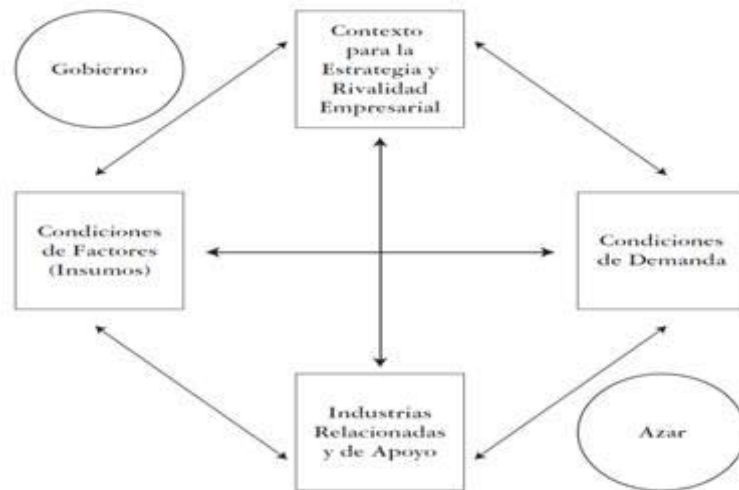 Gobierno
Contexto
para la
Estrategia y
Rivalidad
Empresarial
Condiciones
de Factores
(Insumos)
Condiciones
de Demanda
Industrias
Relacionadas
y de Apoyo
Azar